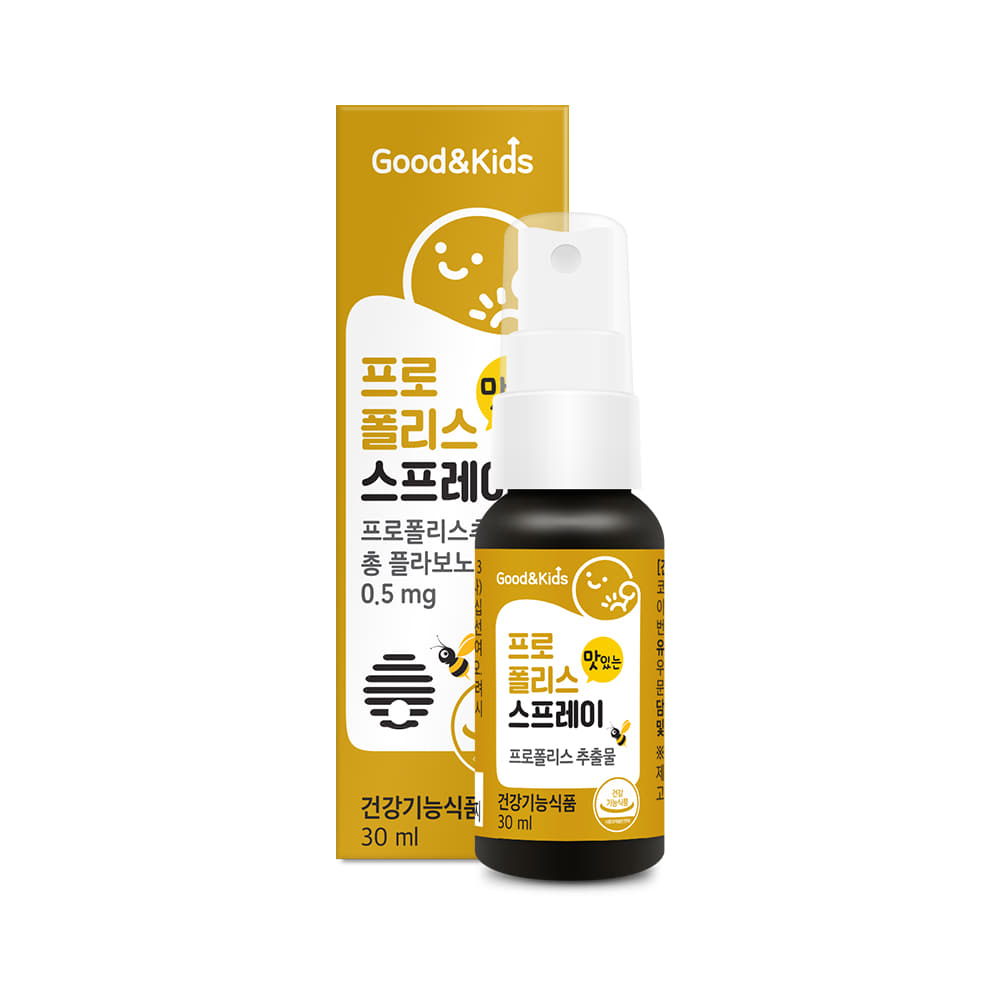 Good&Kids
프로
폴리스
스프레이
프로폴리스
총 플라보노
0.5 mg
건강기능식품
30 ml
Good&Kids
프로
폴리스
맛있는
스프레이
프로폴리스 추출물
건강기능식품
30 ml
건강
기능식품